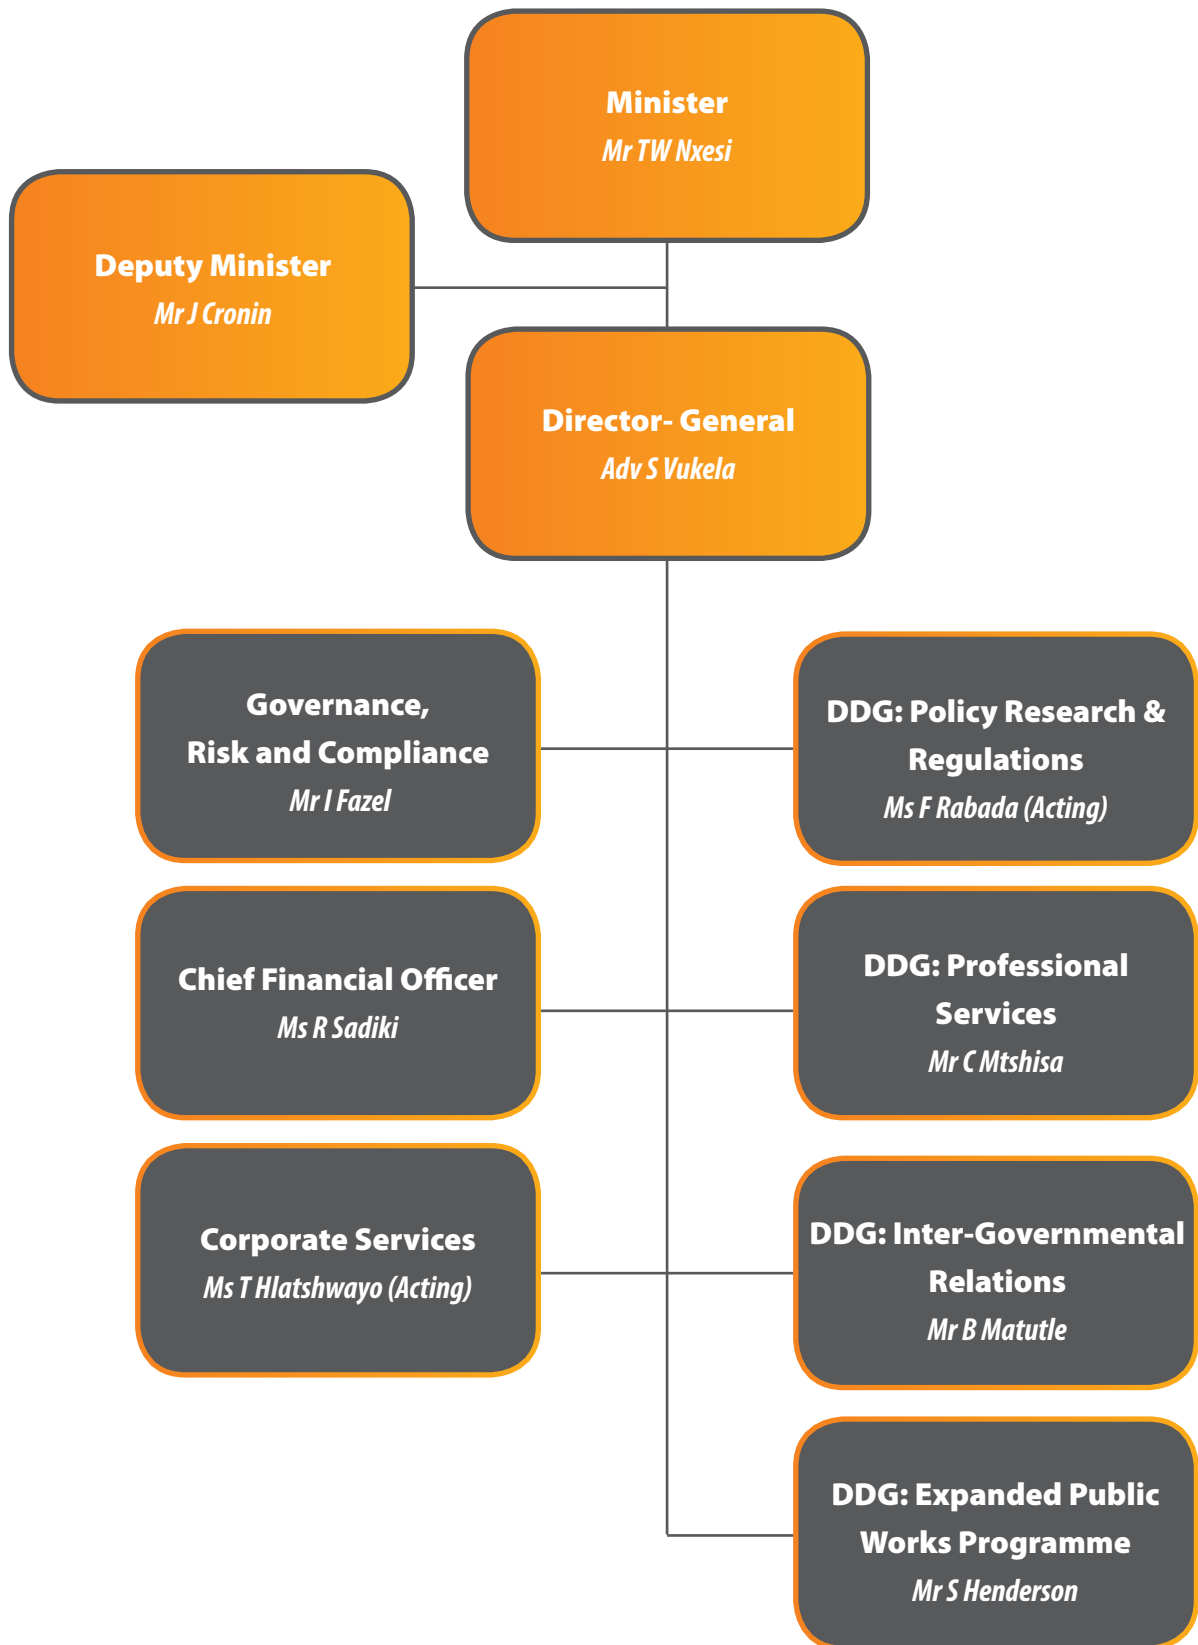 Minister
Mr TW Nxesi
Deputy Minister
Mr J Cronin
Director- General
Adv S Vukela
Governance,
Risk and Compliance
Mr I Fazel
DDG: Policy Research &
Regulations
Ms F Rabada (Acting)
Chief Financial Officer
Ms R Sadiki
DDG: Professional
Services
Mr C Mtshisa
Corporate Services
Ms T Hlatshwayo (Acting)
DDG: Inter-Governmental
Relations
Mr B Matutle
DDG: Expanded Public
Works Programme
Mr S Henderson